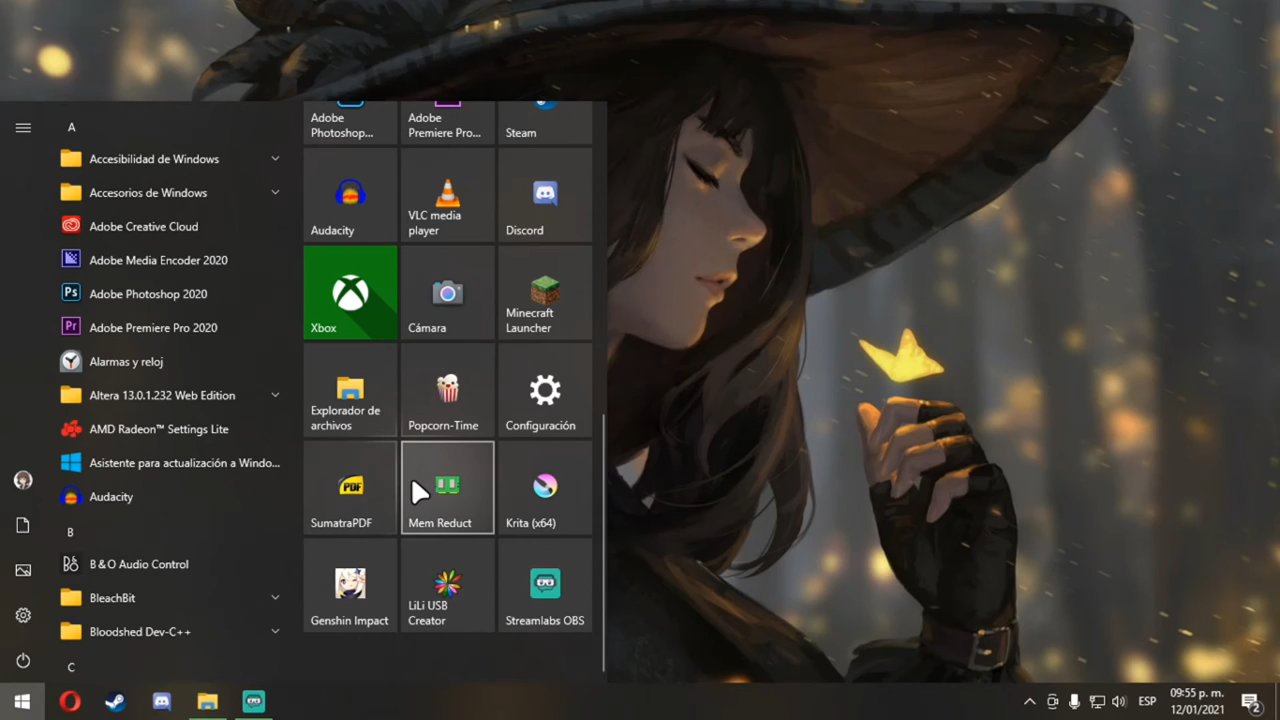 A
Accesibilidad de Windows
Accesorios de Windows
Adobe Creative Cloud
Adobe Media Encoder 2020
Ps
Adobe Photoshop 2020
Pr
Adobe Premiere Pro 2020
Alarmas y reloj
Altera 13.0.1.232 Web Edition
AMD Radeon™ Settings Lite
Asistente para actualización a Windo...
Audacity
B
B&O Audio Control
BleachBit
Bloodshed Dev-C++
C
Adobe
Photoshop...
Adobe
Premiere Pro...
Steam
Audacity
VLC media
player
Discord
Xbox
Cámara
Minecraft
Launcher
Explorador de
archivos
Popcorn-Time
Configuración
PDF
SumatraPDF
Mem Reduct
Krita (x64)
Genshin Impact
LiLi USB
Creator
Streamlabs OBS
ESP
09:55 p. m.
12/01/2021
2